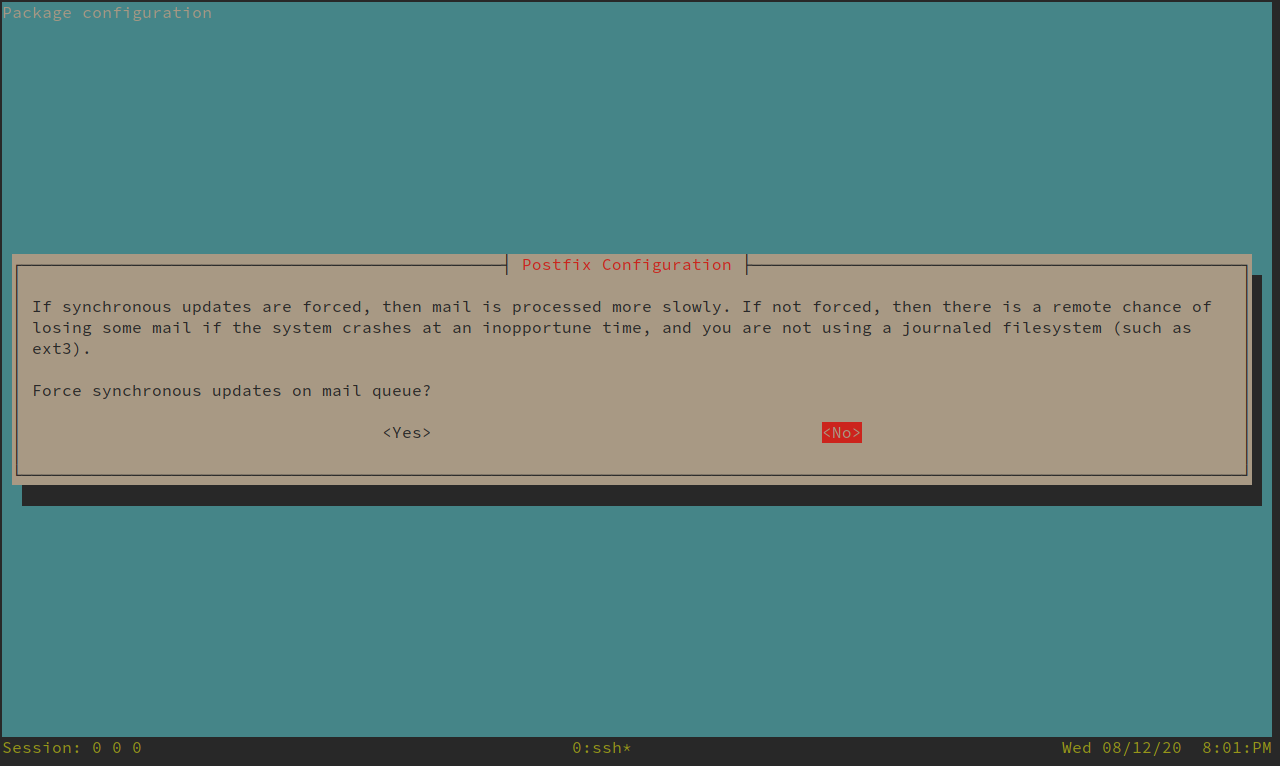 Package configuration
Postfix Configuration
If synchronous updates are forced, then mail is processed more slowly. If not forced, then there is a remote chance of
losing some mail if the system crashes at an inopportune time, and you are not using a journaled filesystem (such as
ext3).
Force synchronous updates on mail queue?
<Yes> <No>
Session: 0 0 0 0:ssh* Wed 08/12/20 8:01:PM